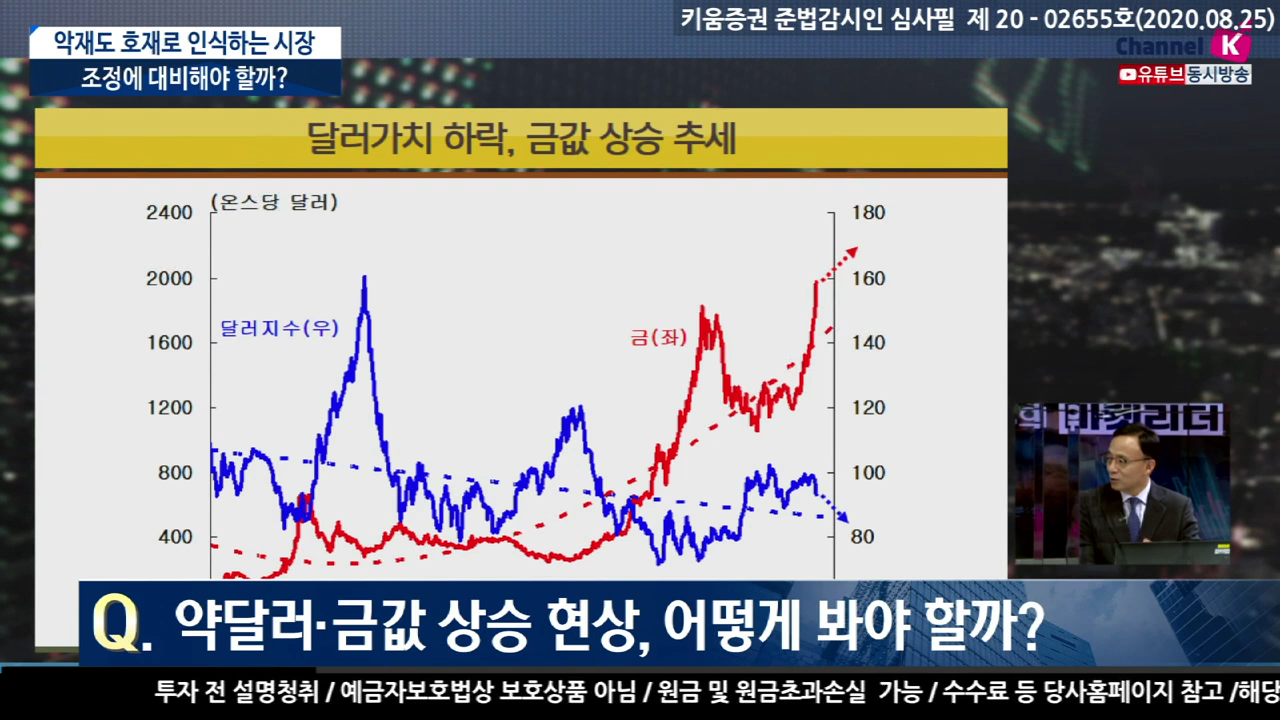 키움증권 준법감시인 심사필 제 20 - 02655호(2020.08.25)
악재도 호재로 인식하는 시장
조정에 대비해야 할까?
Channel K
유튜브동시방송
달러가치 하락, 금값 상승 추세
(온스당 달러)
2400
2000
1600
1200
800
400
180
160
140
120
100
80
달러지수(우)
금(좌)
Q. 약달러·금값 상승 현상, 어떻게 봐야 할까?
투자 전 설명청취 / 예금자보호법상 보호상품 아님 / 원금 및 원금초과손실 가능 / 수수료 등 당사홈페이지 참고 /해당